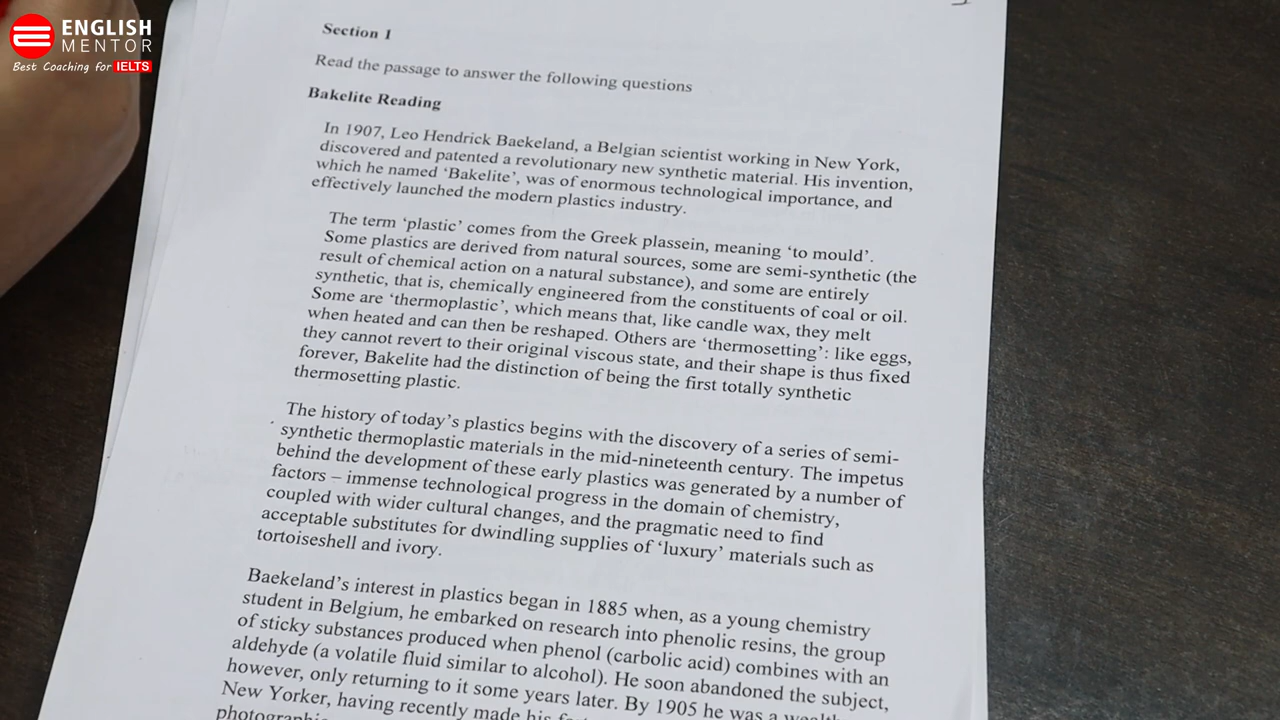 ENGLISH
MENTOR
Best Coaching for IELTS
Section 1
Read the passage to answer the following questions
Bakelite Reading
In 1907, Leo Hendrick Baekeland, a Belgian scientist working in New York,
discovered and patented a revolutionary new synthetic material. His invention,
which he named ‘Bakelite’, was of enormous technological importance, and
effectively launched the modern plastics industry.
The term ‘plastic’ comes from the Greek plassein, meaning ‘to mould’.
Some plastics are derived from natural sources, some are semi-synthetic (the
result of chemical action on a natural substance), and some are entirely
synthetic, that is, chemically engineered from the constituents of coal or oil.
Some are ‘thermoplastic’, which means that, like candle wax, they melt
when heated and can then be reshaped. Others are ‘thermosetting’: like eggs,
they cannot revert to their original viscous state, and their shape is thus fixed
forever, Bakelite had the distinction of being the first totally synthetic
thermosetting plastic.
The history of today’s plastics begins with the discovery of a series of semi-
synthetic thermoplastic materials in the mid-nineteenth century. The impetus
behind the development of these early plastics was generated by a number of
factors – immense technological progress in the domain of chemistry,
coupled with wider cultural changes, and the pragmatic need to find
acceptable substitutes for dwindling supplies of ‘luxury’ materials such as
tortoiseshell and ivory.
Baekeland’s interest in plastics began in 1885 when, as a young chemistry
student in Belgium, he embarked on research into phenolic resins, the group
of sticky substances produced when phenol (carbolic acid) combines with an
aldehyde (a volatile fluid similar to alcohol). He soon abandoned the subject,
however, only returning to it some years later. By 1905 he was a
New Yorker, having recently made his